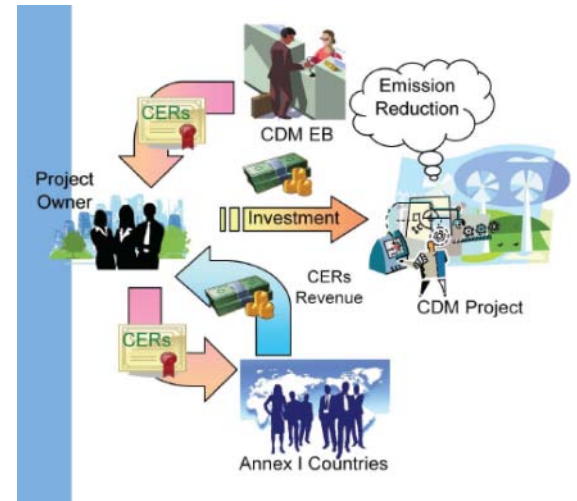 CERs
CDM EB
Emission
Reduction
Project
Owner
Investment
CERs
Revenue
CDM Project
CERs
Annex I Countries